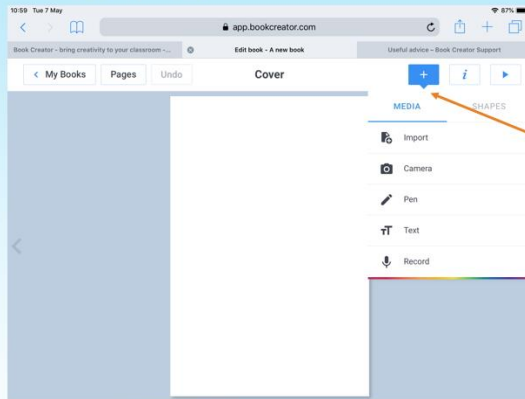 10:59 Tue 7 May
87%
app.bookcreator.com
Book Creator – bring creativity to your classroom -...
Edit book - A new book
Useful advice – Book Creator Support
My Books
Pages
Undo
Cover
+
i
MEDIA
SHAPES
Import
Camera
Pen
Text
Record